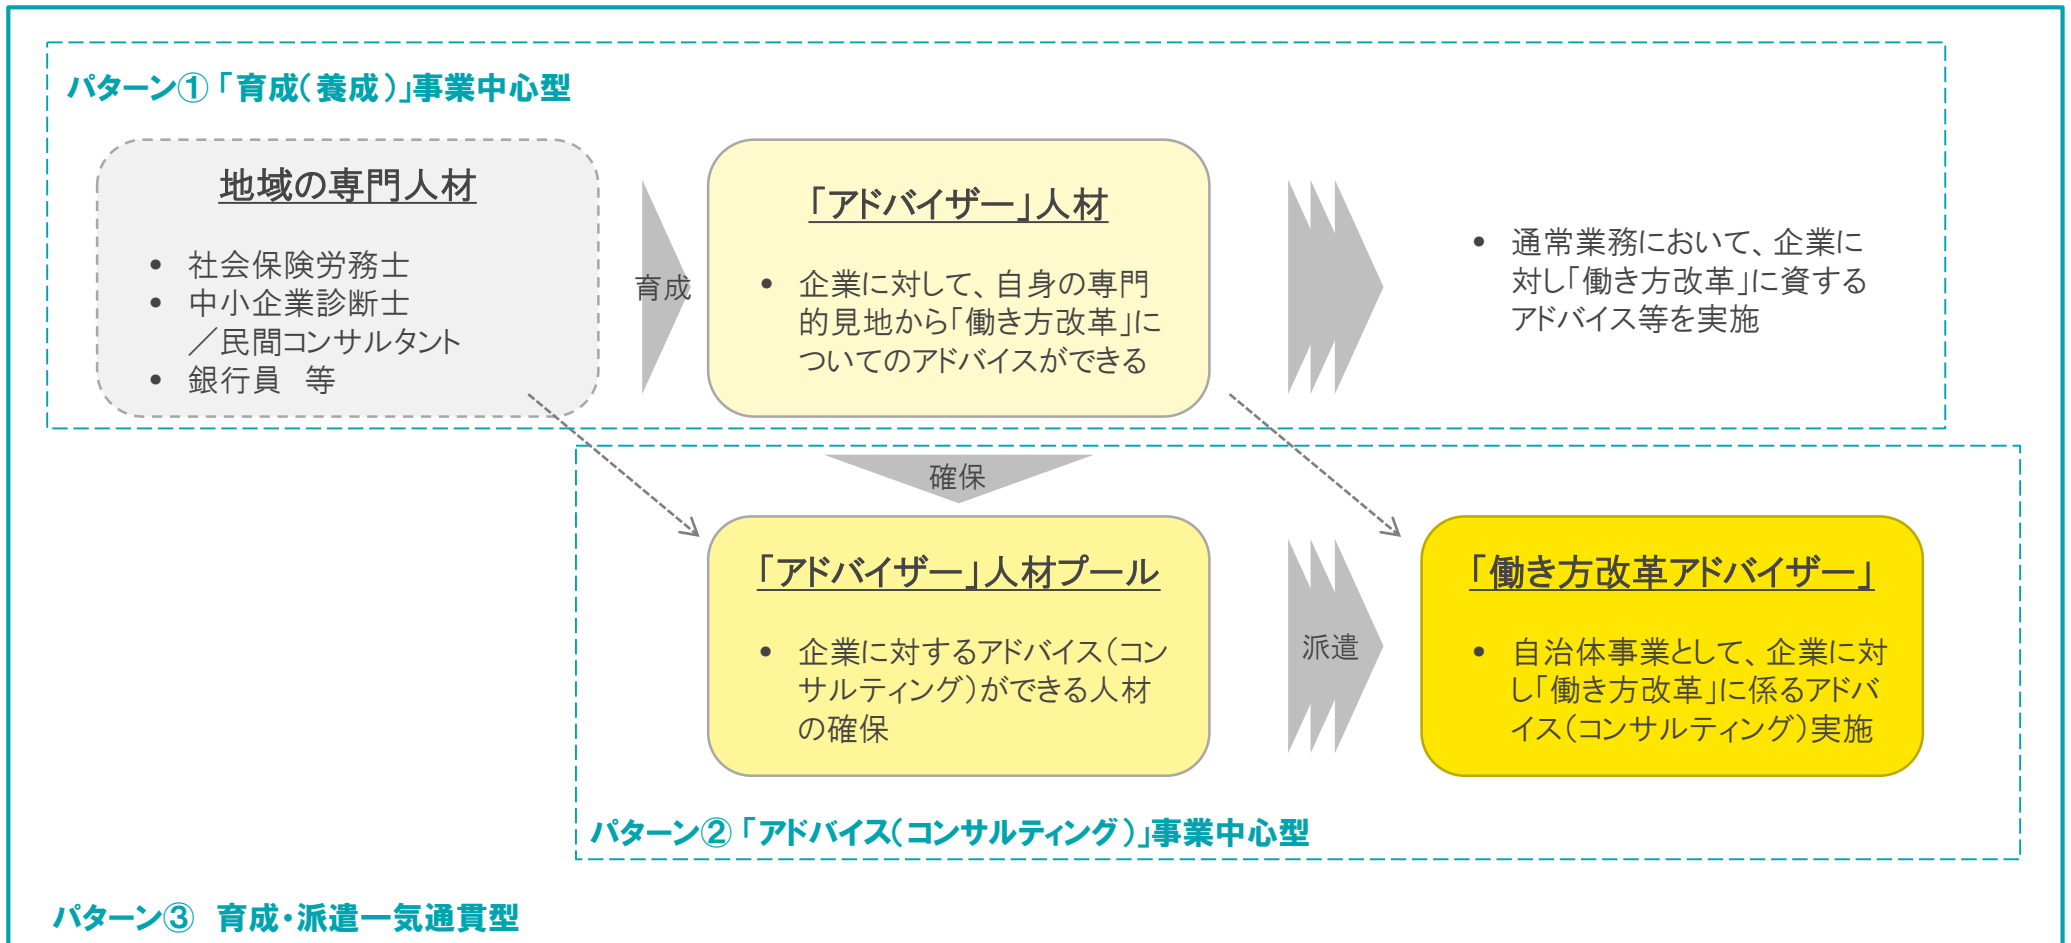 パターン①「育成(養成)」事業中心型
地域の専門人材
• 社会保険労務士
• 中小企業診断士
／民間コンサルタント
• 銀行員　等
育成
「アドバイザー」人材
• 企業に対して、自身の専門
的見地から「働き方改革」に
ついてのアドバイスができる
• 通常業務において、企業に
対し「働き方改革」に資する
アドバイス等を実施
確保
「アドバイザー」人材プール
• 企業に対するアドバイス(コン
サルティング)ができる人材
の確保
派遣
「働き方改革アドバイザー」
• 自治体事業として、企業に対
し「働き方改革」に係るアドバ
イス(コンサルティング)実施
パターン②「アドバイス(コンサルティング)」事業中心型
パターン③　育成・派遣一気通貫型